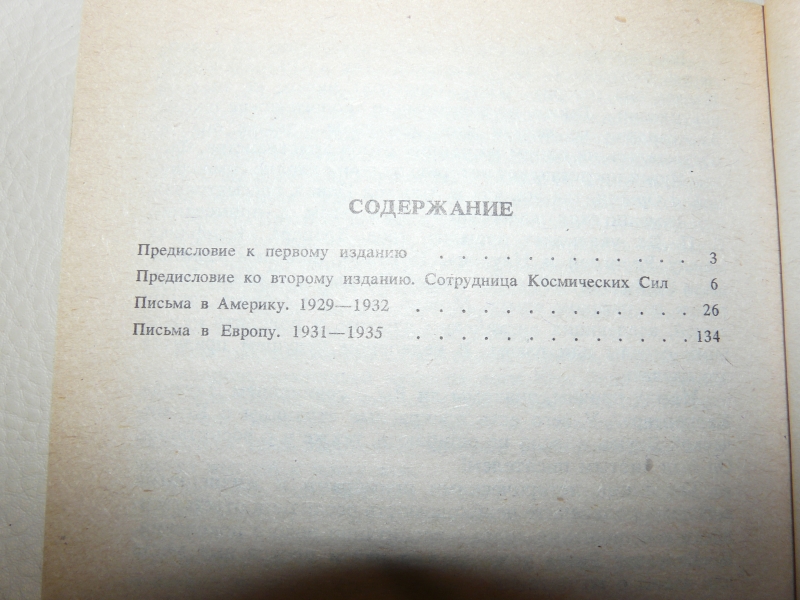 СОДЕРЖАНИЕ
Предисловие к первому изданию . . . . . . . . . . . . 3
Предисловие ко второму изданию. Сотрудница Космических Сил 6
Письма в Америку. 1929—1932 . . . . . . . . . . . . . 26
Письма в Европу. 1931—1935 . . . . . . . . . . . . . 134